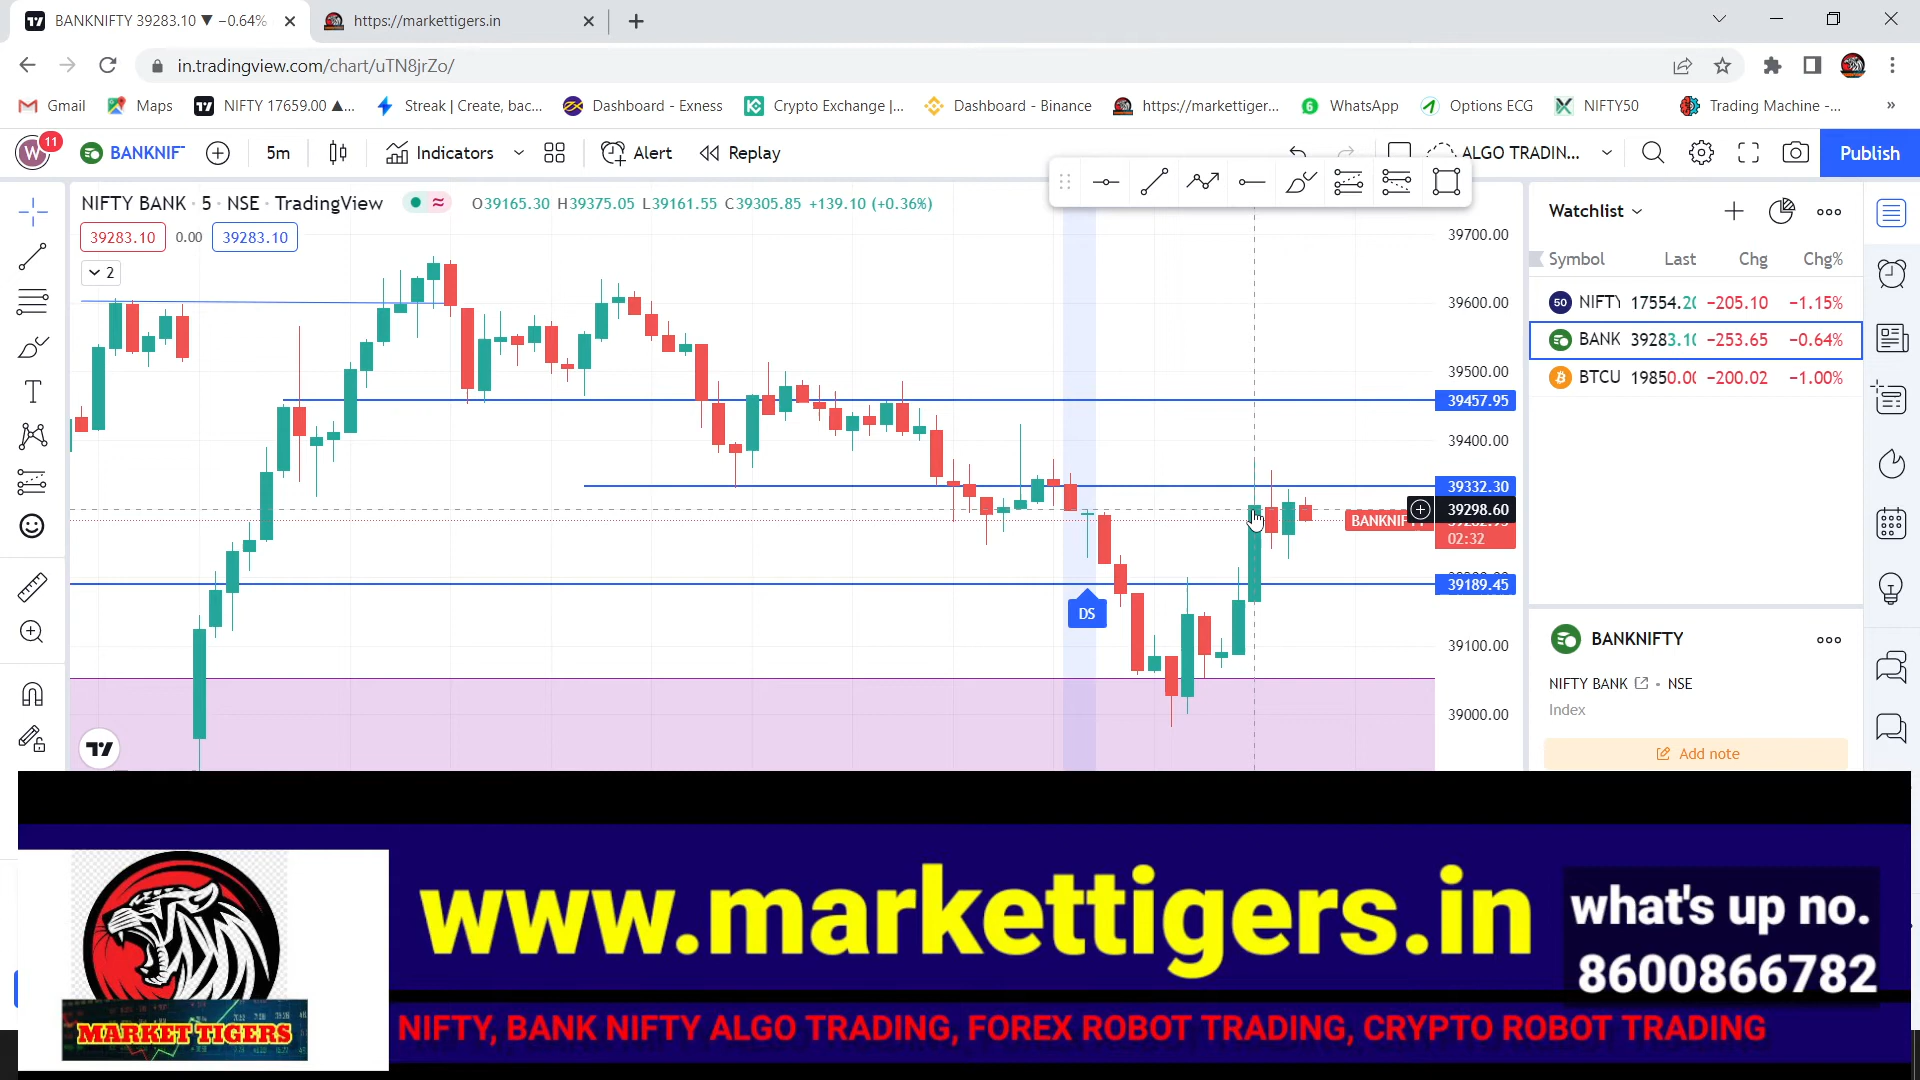 BANKNIFTY 39283.10 ▼ −0.64%
https://markettigers.in
in.tradingview.com/chart/uTN8jrZo/
Gmail
Maps
NIFTY 17659.00 ▲...
Streak | Create, bac...
Dashboard - Exness
Crypto Exchange |...
Dashboard - Binance
https://markettiger...
WhatsApp
Options ECG
NIFTY50
Trading Machine -...
»
W
11
BANKNIF
5m
Indicators
Alert
Replay
ALGO TRADIN...
Publish
NIFTY BANK · 5 · NSE · TradingView
O39165.30 H39375.05 L39161.55 C39305.85 +139.10 (+0.36%)
39283.10 0.00 39283.10
2
39700.00
39600.00
39500.00
39457.95
39400.00
39332.30
39298.60
02:32
39189.45
39100.00
39000.00
DS
Watchlist
Symbol Last Chg Chg%
50 NIFTY 17554.20 −205.10 −1.15%
BANK 39283.10 −253.65 −0.64%
BTCU 19850.00 −200.02 −1.00%
BANKNIFTY
NIFTY BANK · NSE
Index
Add note
www.markettigers.in
what's up no.
8600866782
MARKET TIGERS
NIFTY, BANK NIFTY ALGO TRADING, FOREX ROBOT TRADING, CRYPTO ROBOT TRADING